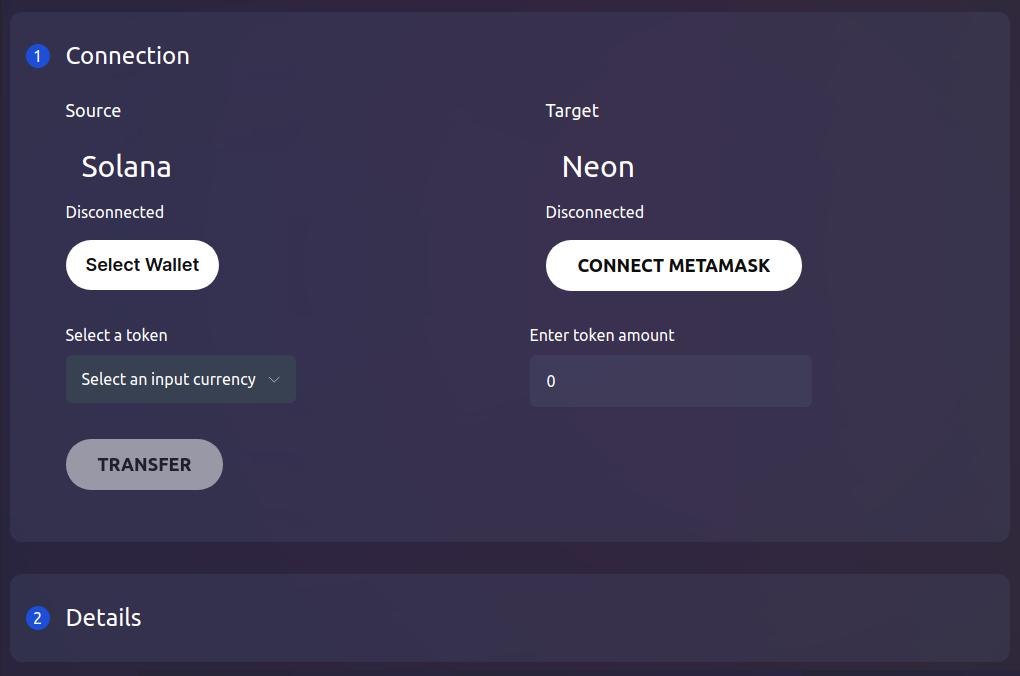 1 Connection
Source Target
Solana Neon
Disconnected Disconnected
Select Wallet CONNECT METAMASK
Select a token Enter token amount
Select an input currency 0
TRANSFER
2 Details